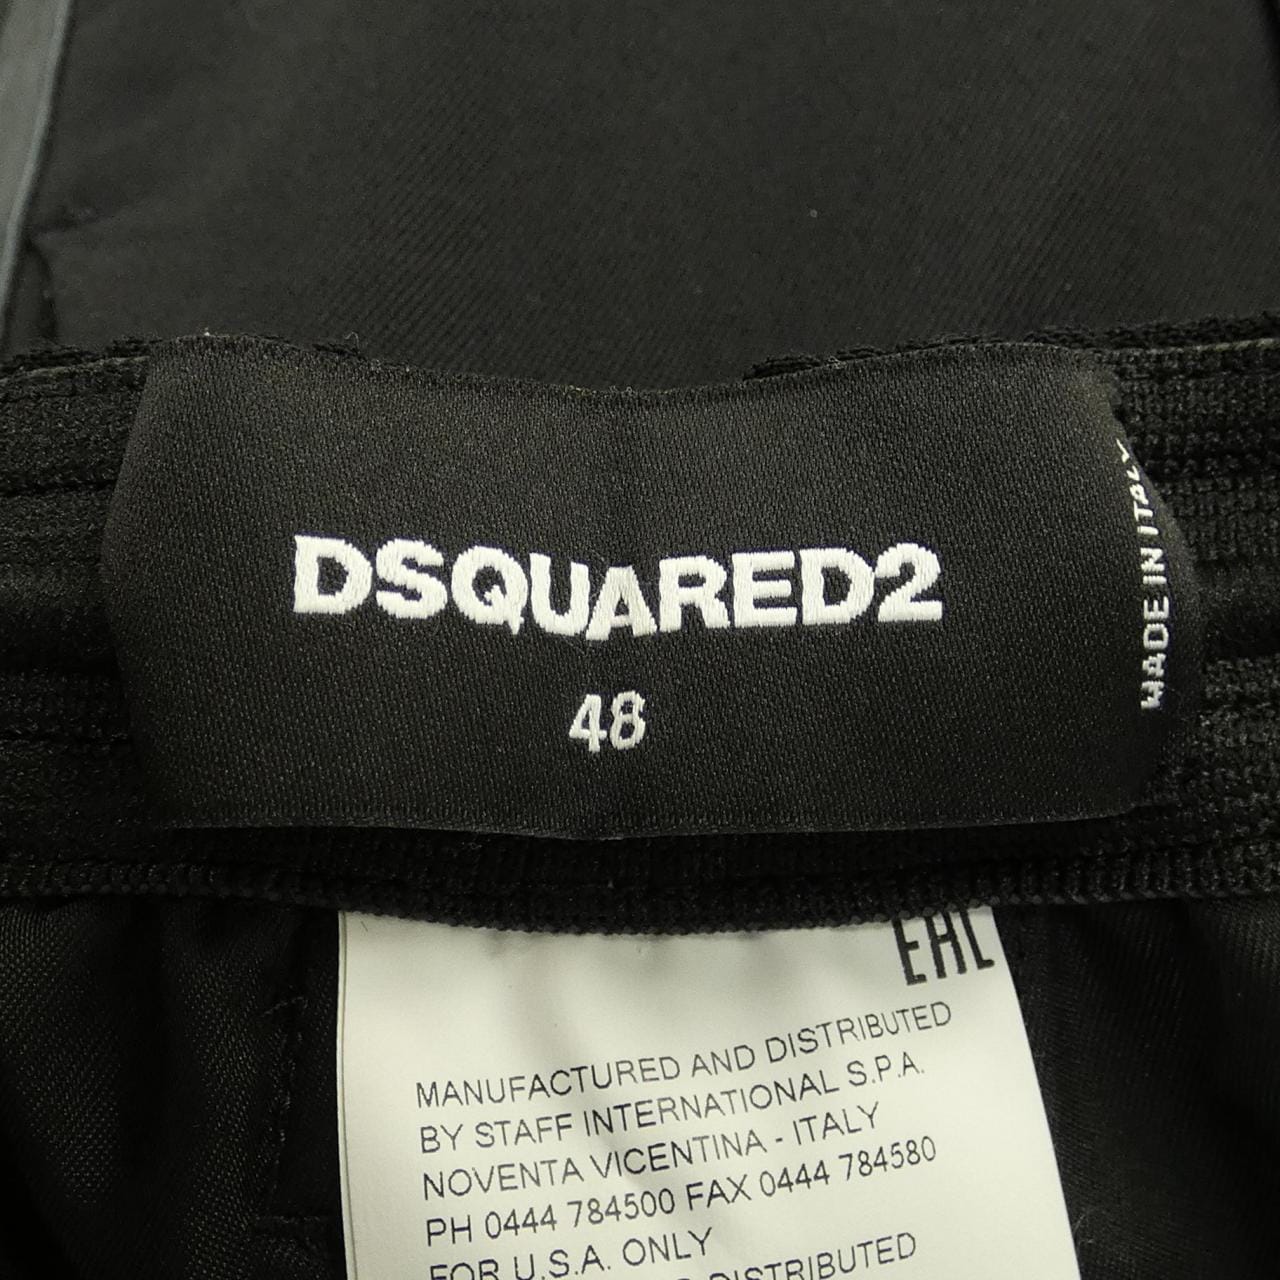 DSQUARED2
48
MADE IN ITALY
EAC
MANUFACTURED AND DISTRIBUTED
BY STAFF INTERNATIONAL S.P.A.
NOVENTA VICENTINA - ITALY
PH 0444 784500 FAX 0444 784580
FOR U.S.A. ONLY
DISTRIBUTED